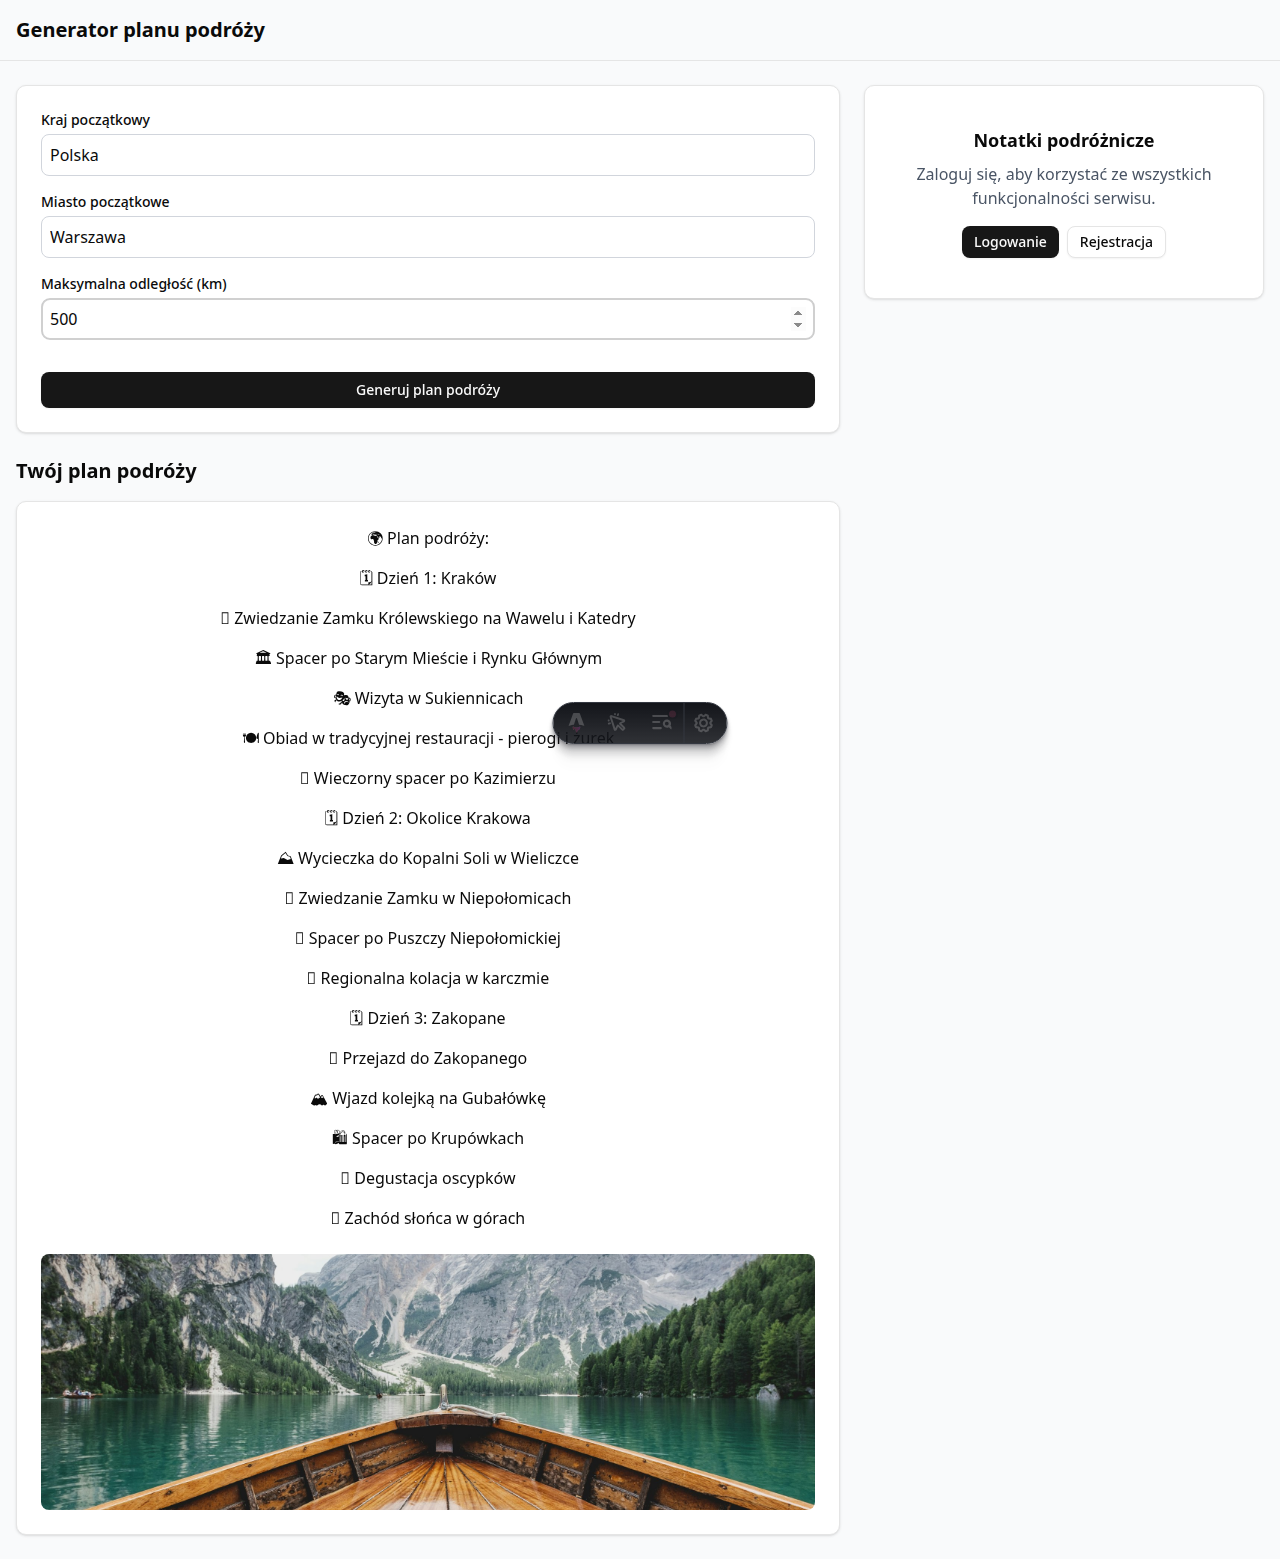 Generator planu podróży
Kraj początkowy
Polska
Miasto początkowe
Warszawa
Maksymalna odległość (km)
500
Generuj plan podróży
Notatki podróżnicze
Zaloguj się, aby korzystać ze wszystkich
funkcjonalności serwisu.
Logowanie
Rejestracja
Twój plan podróży
🌍 Plan podróży:
🗓 Dzień 1: Kraków
Zwiedzanie Zamku Królewskiego na Wawelu i Katedry
🏛 Spacer po Starym Mieście i Rynku Głównym
🎭 Wizyta w Sukiennicach
🍽 Obiad w tradycyjnej restauracji - pierogi i żurek
Wieczorny spacer po Kazimierzu
🗓 Dzień 2: Okolice Krakowa
⛰ Wycieczka do Kopalni Soli w Wieliczce
Zwiedzanie Zamku w Niepołomicach
Spacer po Puszczy Niepołomickiej
Regionalna kolacja w karczmie
🗓 Dzień 3: Zakopane
Przejazd do Zakopanego
🏔 Wjazd kolejką na Gubałówkę
🛍 Spacer po Krupówkach
Degustacja oscypków
Zachód słońca w górach